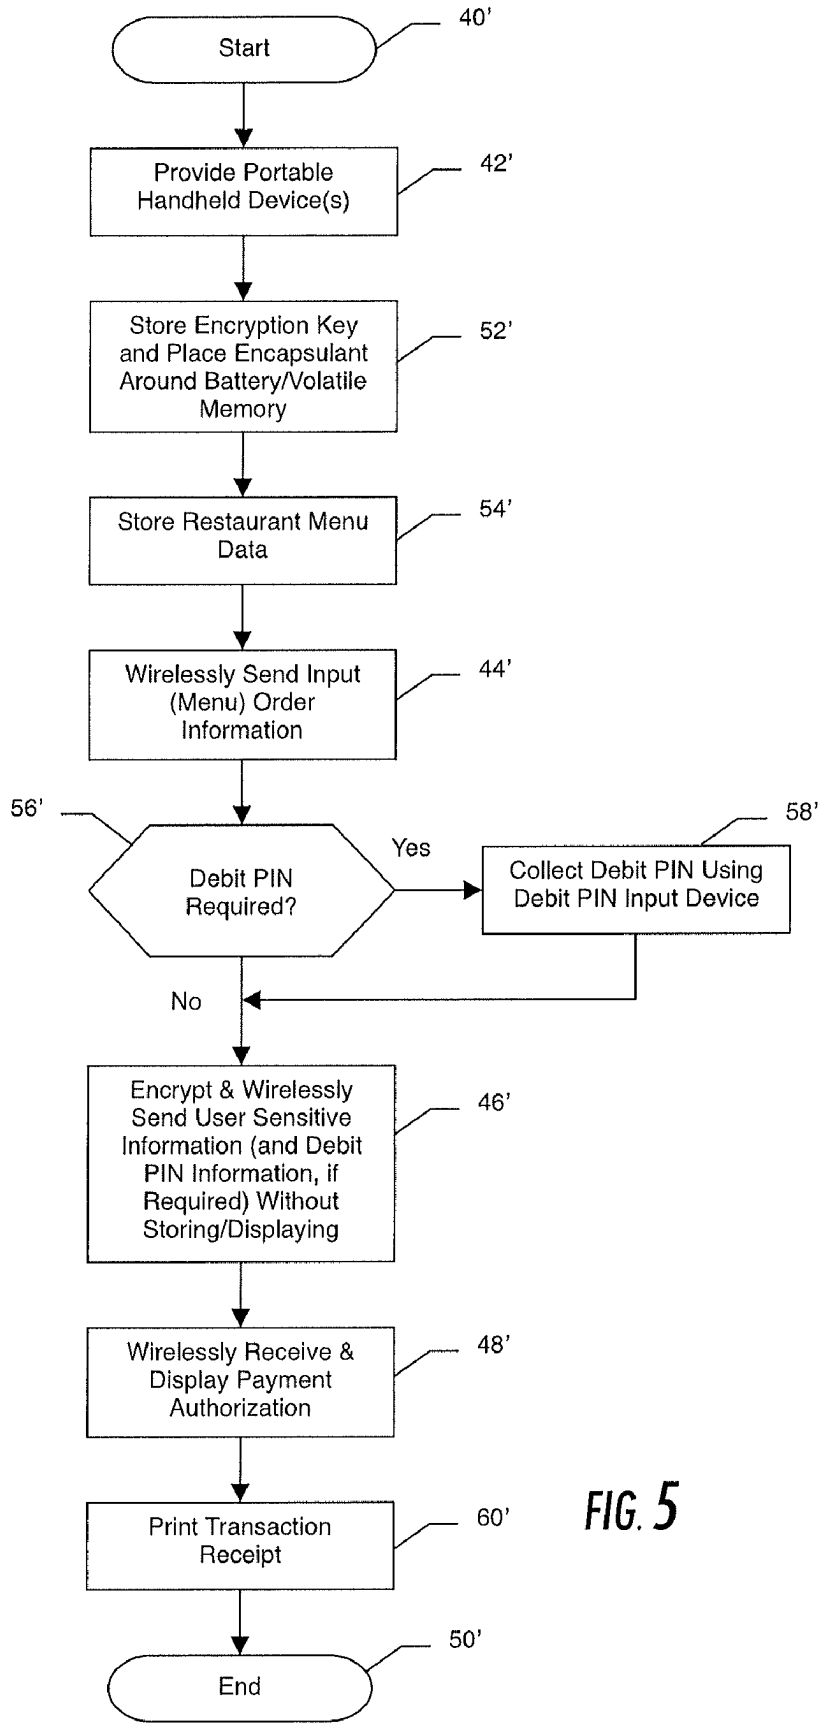 40'
Start
42'
Provide Portable
Handheld Device(s)
52'
Store Encryption Key
and Place Encapsulant
Around Battery/Volatile
Memory
54'
Store Restaurant Menu
Data
44'
Wirelessly Send Input
(Menu) Order
Information
56'
Debit PIN
Required?
Yes
58'
Collect Debit PIN Using
Debit PIN Input Device
No
46'
Encrypt & Wirelessly
Send User Sensitive
Information (and Debit
PIN Information, if
Required) Without
Storing/Displaying
48'
Wirelessly Receive &
Display Payment
Authorization
60'
Print Transaction
Receipt
FIG. 5
50'
End